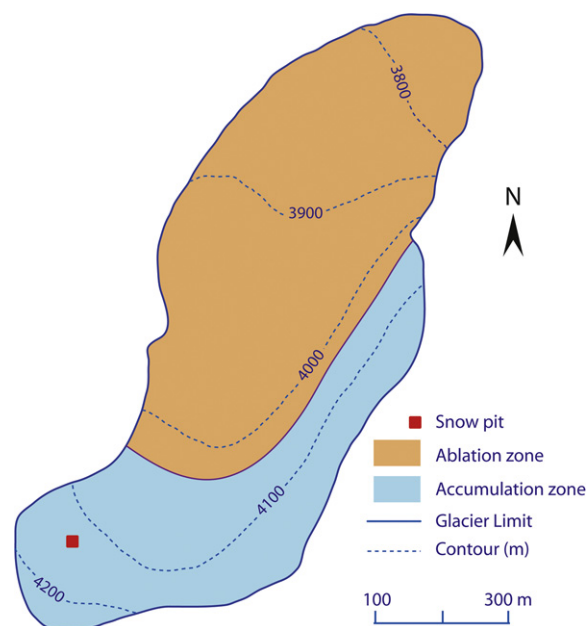 3800
N
3900
4000
4100
4200
Snow pit
Ablation zone
Accumulation zone
Glacier Limit
Contour (m)
100 300 m